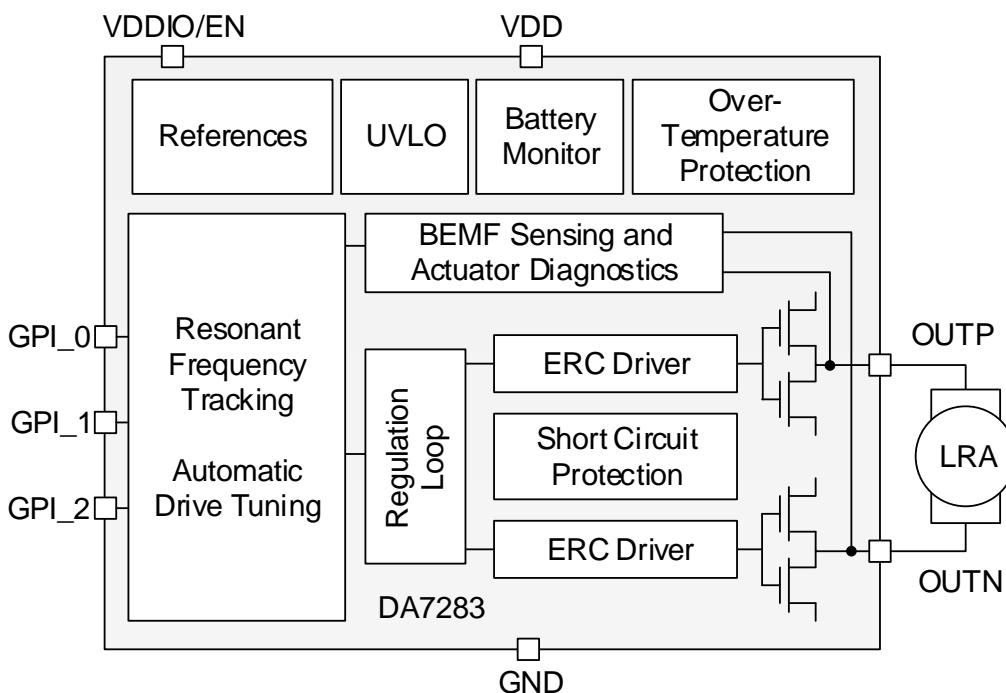 VDDIO/EN
VDD
References
UVLO
Battery
Monitor
Over-
Temperature
Protection
BEMF Sensing and
Actuator Diagnostics
GPI_0
GPI_1
GPI_2
Resonant
Frequency
Tracking
Automatic
Drive Tuning
Regulation
Loop
ERC Driver
Short Circuit
Protection
ERC Driver
OUTP
LRA
OUTN
DA7283
GND